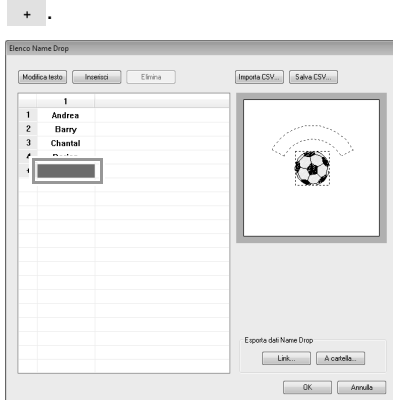 + .
Elenco Name Drop
Modifica testo Inserisci Elimina Importa CSV... Salva CSV...
1
1 Andrea
2 Barry
3 Chantal
4
+
Esporta dati Name Drop
Link... A cartella...
OK Annulla